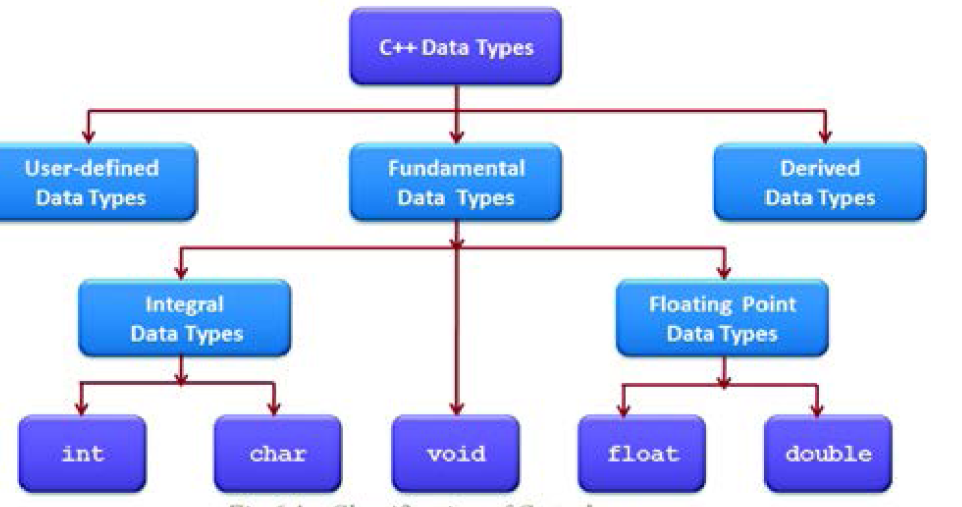 C++ Data Types
User-defined
Data Types
Fundamental
Data Types
Derived
Data Types
Integral
Data Types
Floating Point
Data Types
int
char
void
float
double